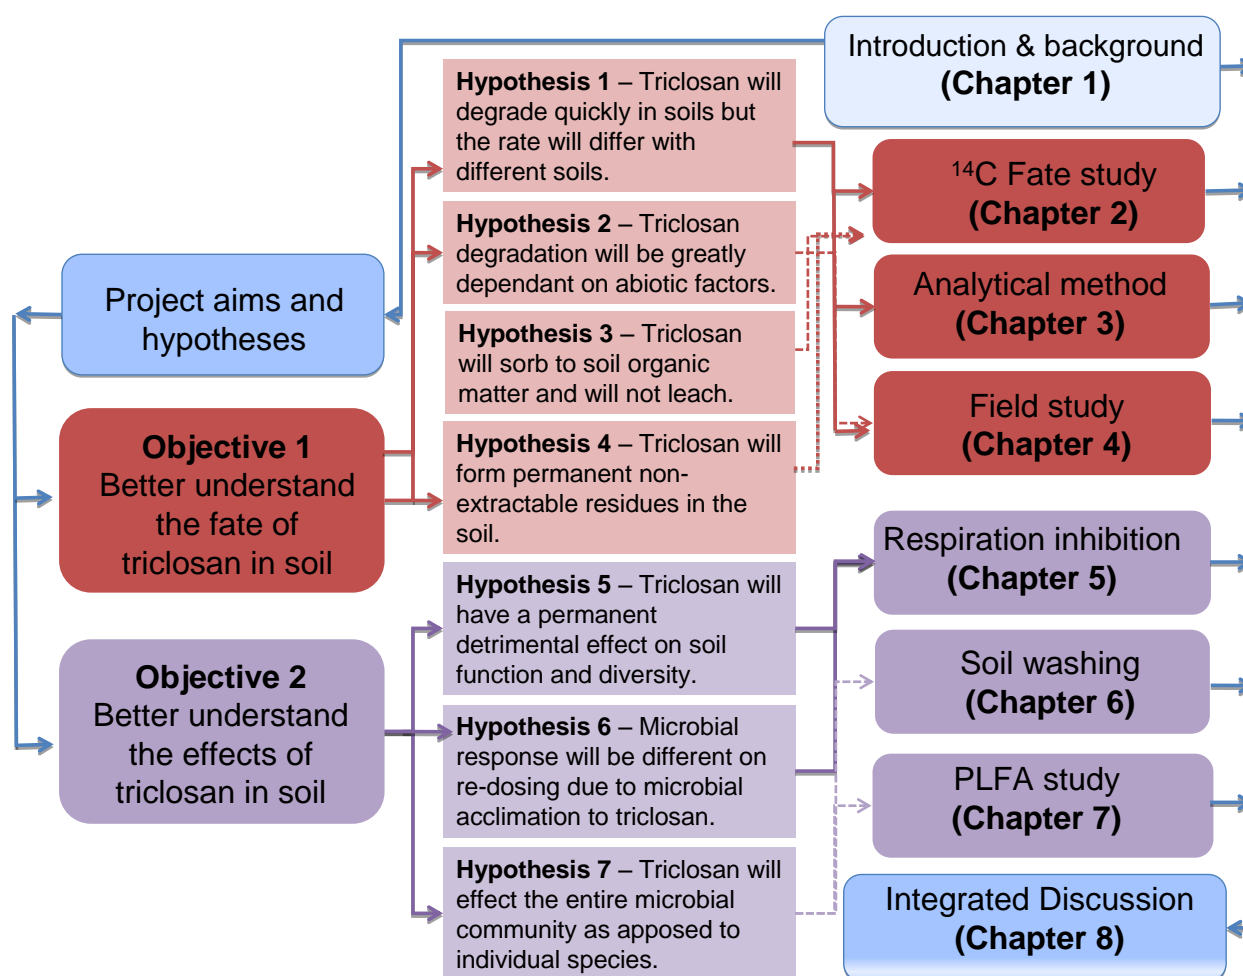 Introduction & background
(Chapter 1)
Project aims and
hypotheses
Objective 1
Better understand
the fate of
triclosan in soil
Objective 2
Better understand
the effects of
triclosan in soil
Hypothesis 1 – Triclosan will
degrade quickly in soils but
the rate will differ with
different soils.
Hypothesis 2 – Triclosan
degradation will be greatly
dependant on abiotic factors.
Hypothesis 3 – Triclosan
will sorb to soil organic
matter and will not leach.
Hypothesis 4 – Triclosan will
form permanent non-
extractable residues in the
soil.
Hypothesis 5 – Triclosan will
have a permanent
detrimental effect on soil
function and diversity.
Hypothesis 6 – Microbial
response will be different on
re-dosing due to microbial
acclimation to triclosan.
Hypothesis 7 – Triclosan will
effect the entire microbial
community as apposed to
individual species.
¹⁴C Fate study
(Chapter 2)
Analytical method
(Chapter 3)
Field study
(Chapter 4)
Respiration inhibition
(Chapter 5)
Soil washing
(Chapter 6)
PLFA study
(Chapter 7)
Integrated Discussion
(Chapter 8)